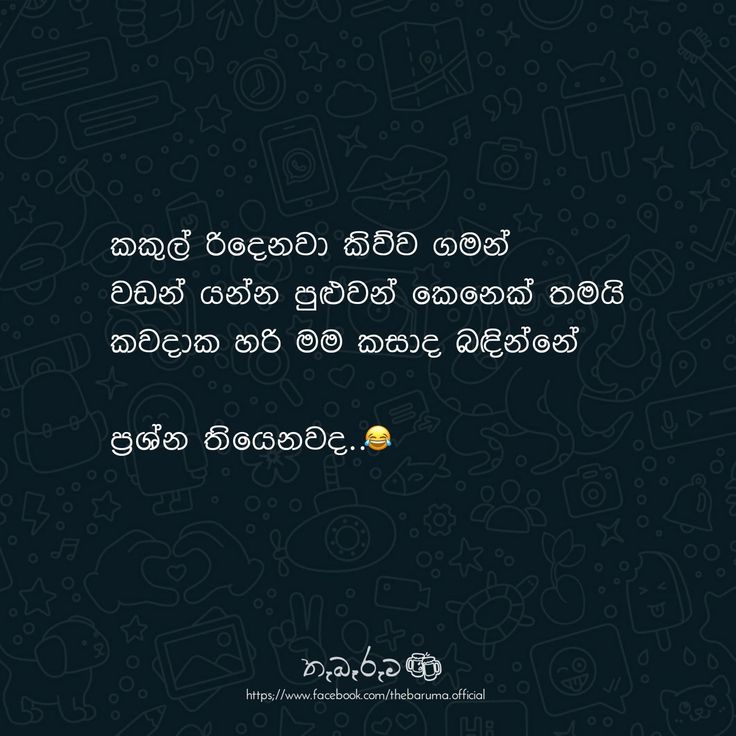 කකුල් රිදෙනවා කිව්ව ගමන්
වඩන් යන්න පුළුවන් කෙනෙක් තමයි
කවදාක හරි මම කසාද බඳින්නේ
ප්‍රශ්න තියෙනවද..😂
තැබෑරුම
https://www.facebook.com/thebaruma.official